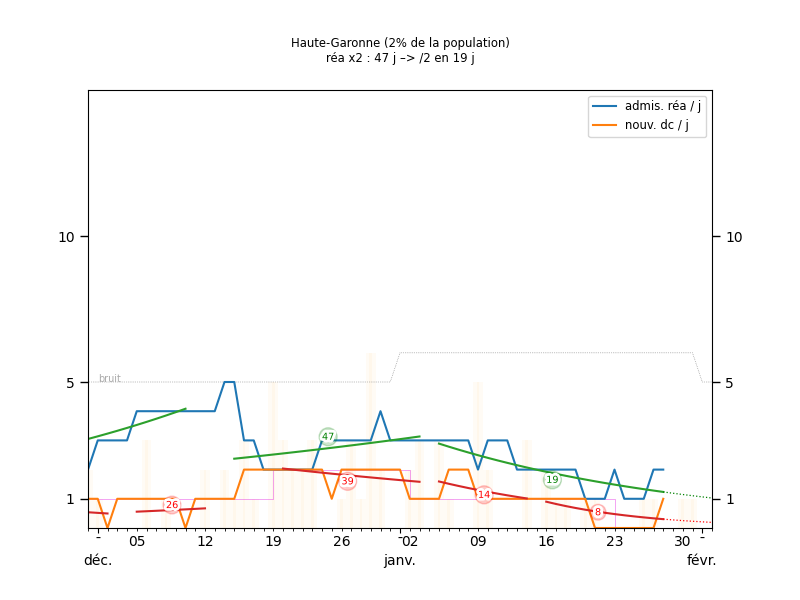 Haute-Garonne (2% de la population)
réa x2 : 47 j –> /2 en 19 j
admis. réa / j
nouv. dc / j
10 10
5 5
bruit
47
39
26
14
19
8
1 1
- 05 12 19 26 -02 09 16 23 30 -
déc. janv. févr.